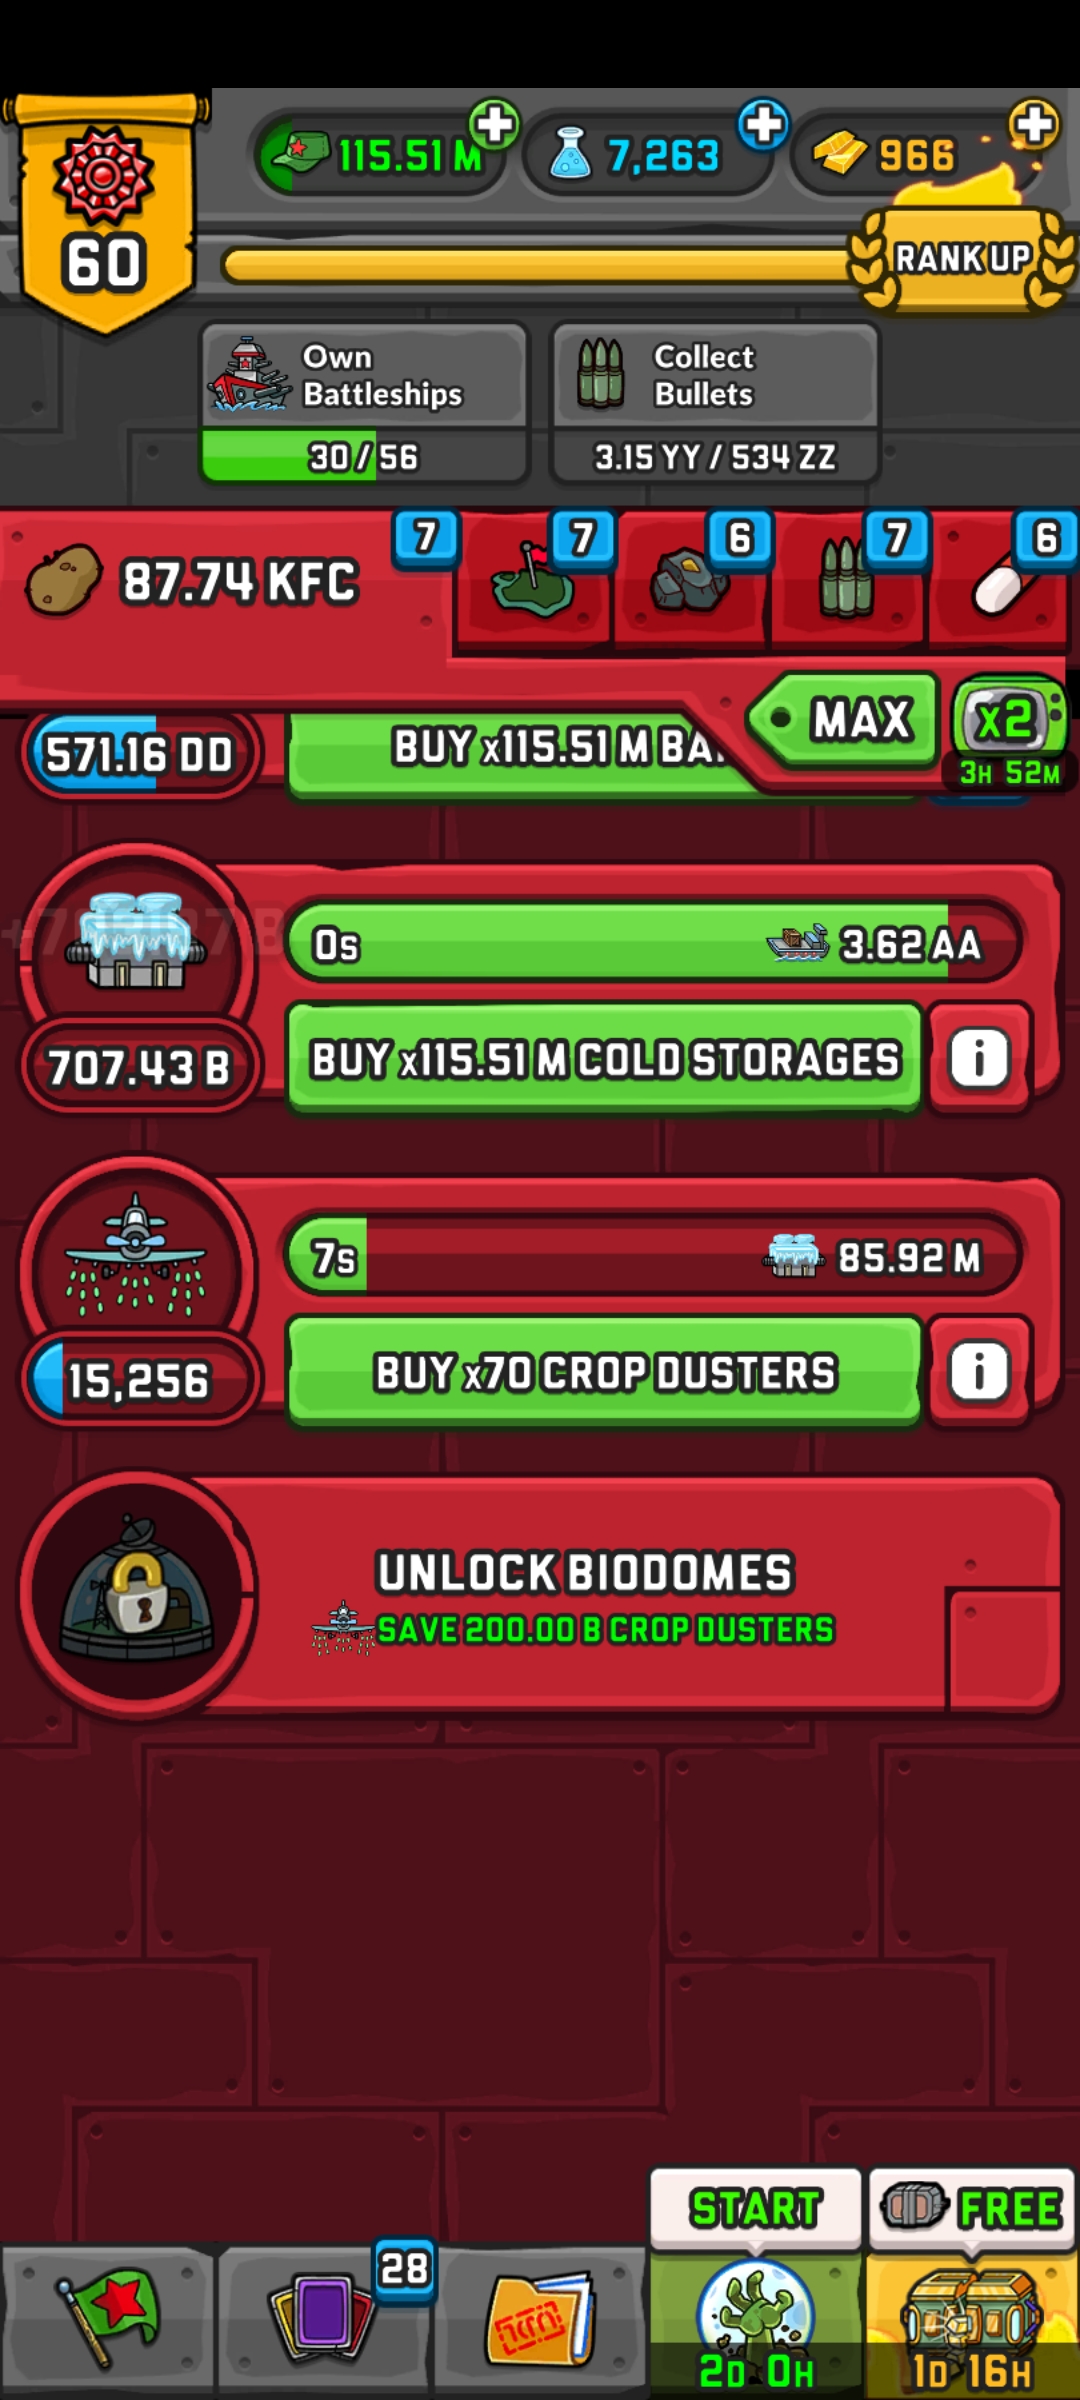 115.51 M
7,263
966
60
RANK UP
Own
Battleships
30 / 56
Collect
Bullets
3.15 YY / 534 ZZ
87.74 KFC
7
7
6
7
6
571.16 DD
BUY x115.51 M BA
MAX
x2
3H 52M
0s
3.62 AA
707.43 B
BUY x115.51 M COLD STORAGES
i
7s
85.92 M
15,256
BUY x70 CROP DUSTERS
i
UNLOCK BIODOMES
SAVE 200.00 B CROP DUSTERS
START
FREE
28
2D 0H
1D 16H